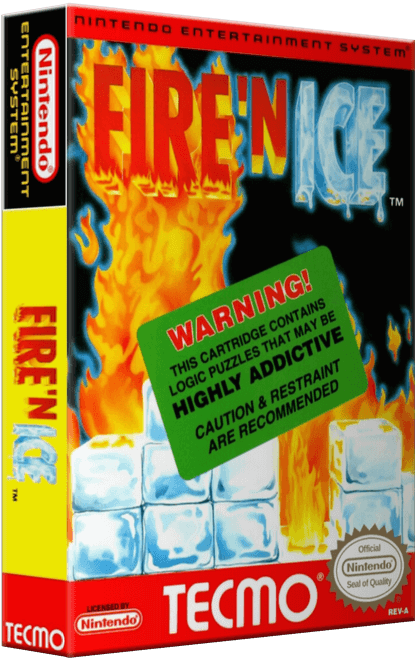 Nintendo
ENTERTAINMENT
SYSTEM®
FIRE'N
ICE
™
TECMO
NINTENDO ENTERTAINMENT SYSTEM®
FIRE'N ICE
™
WARNING!
THIS CARTRIDGE CONTAINS
LOGIC PUZZLES THAT MAY BE
HIGHLY ADDICTIVE
CAUTION & RESTRAINT
ARE RECOMMENDED
LICENSED BY
Nintendo
TECMO®
Official
Nintendo
Seal of Quality
REV-A